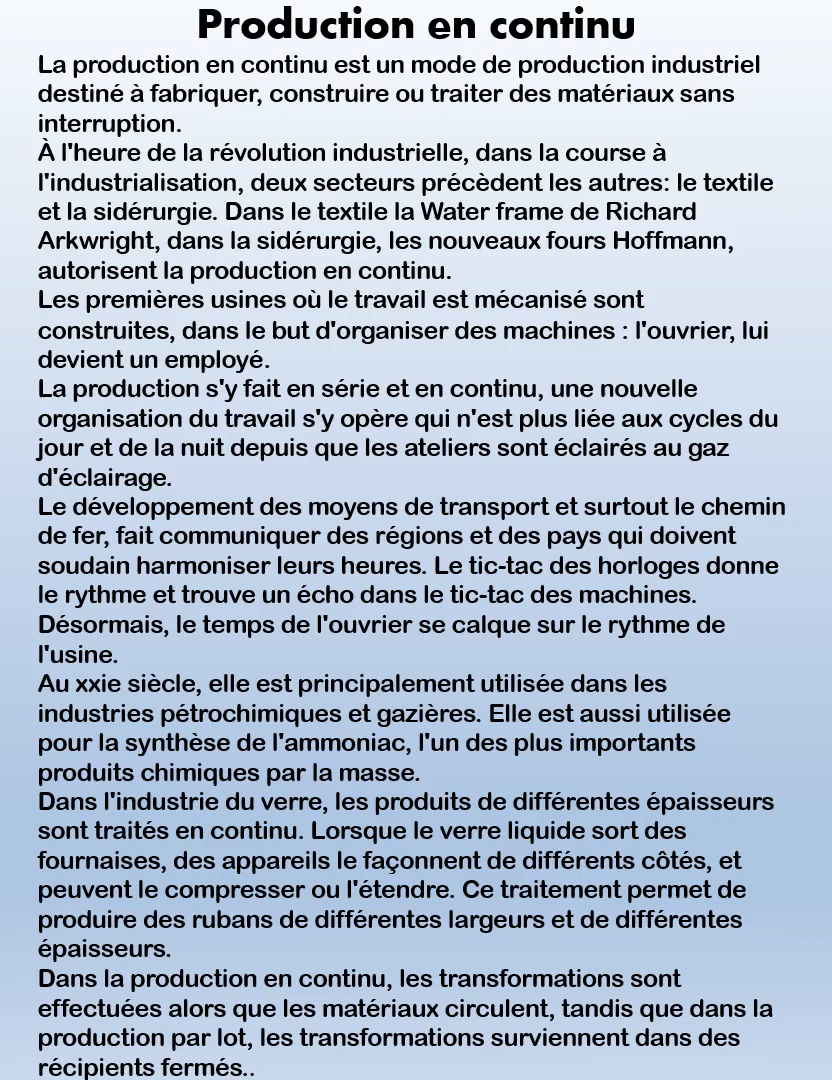 Production en continu
La production en continu est un mode de production industriel
destiné à fabriquer, construire ou traiter des matériaux sans
interruption.
À l'heure de la révolution industrielle, dans la course à
l'industrialisation, deux secteurs précèdent les autres: le textile
et la sidérurgie. Dans le textile la Water frame de Richard
Arkwright, dans la sidérurgie, les nouveaux fours Hoffmann,
autorisent la production en continu.
Les premières usines où le travail est mécanisé sont
construites, dans le but d'organiser des machines : l'ouvrier, lui
devient un employé.
La production s'y fait en série et en continu, une nouvelle
organisation du travail s'y opère qui n'est plus liée aux cycles du
jour et de la nuit depuis que les ateliers sont éclairés au gaz
d'éclairage.
Le développement des moyens de transport et surtout le chemin
de fer, fait communiquer des régions et des pays qui doivent
soudain harmoniser leurs heures. Le tic-tac des horloges donne
le rythme et trouve un écho dans le tic-tac des machines.
Désormais, le temps de l'ouvrier se calque sur le rythme de
l'usine.
Au xxie siècle, elle est principalement utilisée dans les
industries pétrochimiques et gazières. Elle est aussi utilisée
pour la synthèse de l'ammoniac, l'un des plus importants
produits chimiques par la masse.
Dans l'industrie du verre, les produits de différentes épaisseurs
sont traités en continu. Lorsque le verre liquide sort des
fournaises, des appareils le façonnent de différents côtés, et
peuvent le compresser ou l'étendre. Ce traitement permet de
produire des rubans de différentes largeurs et de différentes
épaisseurs.
Dans la production en continu, les transformations sont
effectuées alors que les matériaux circulent, tandis que dans la
production par lot, les transformations surviennent dans des
récipients fermés..